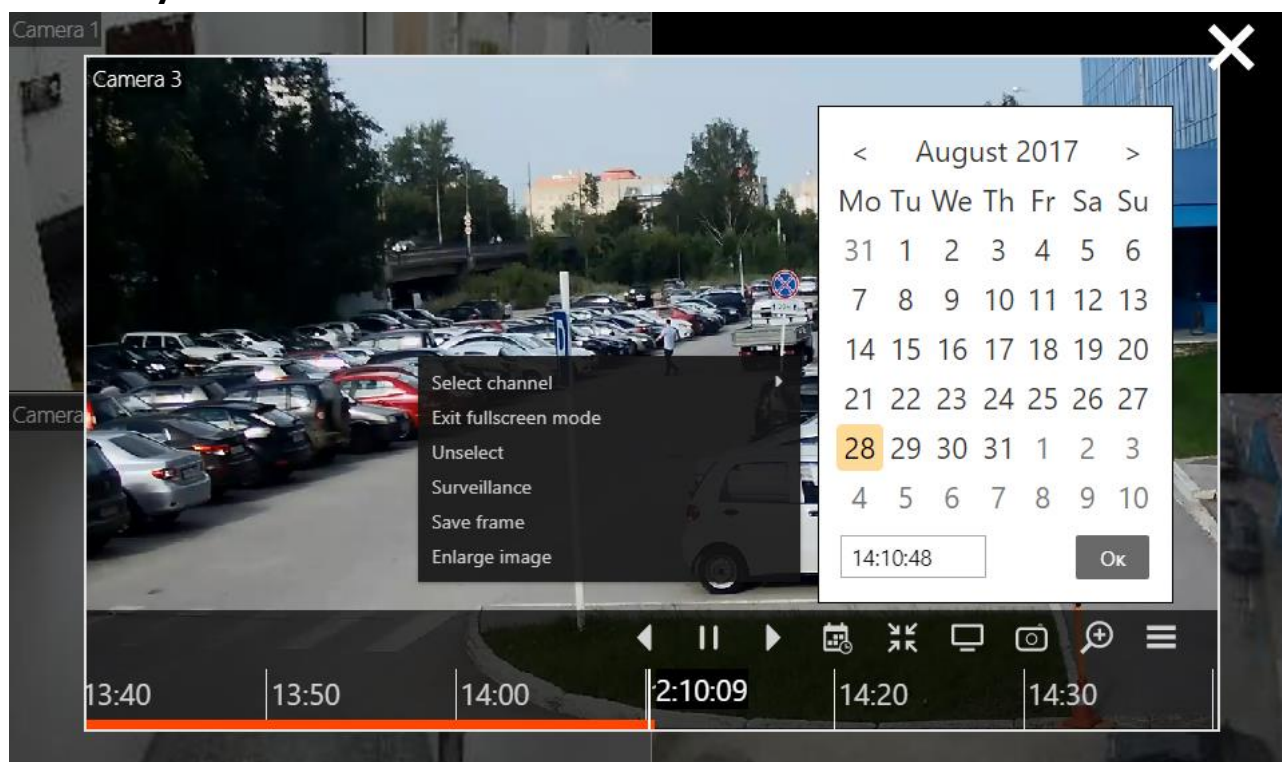 Camera 1
Camera 3
< August 2017 >
Mo Tu We Th Fr Sa Su
31 1 2 3 4 5 6
7 8 9 10 11 12 13
14 15 16 17 18 19 20
21 22 23 24 25 26 27
28 29 30 31 1 2 3
4 5 6 7 8 9 10
14:10:48 Ок
Select channel
Exit fullscreen mode
Unselect
Surveillance
Save frame
Enlarge image
Camera
13:40 13:50 14:00 2:10:09 14:20 14:30